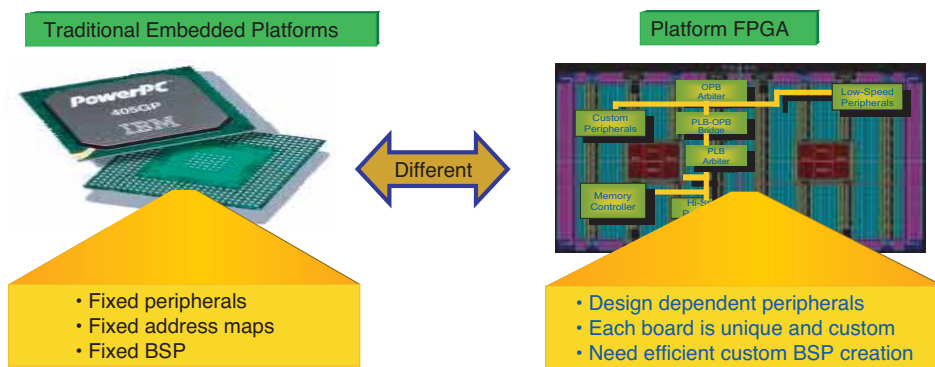 Traditional Embedded Platforms
Platform FPGA
PowerPC
405GP
IBM
Different
OPB
Arbiter
Low-Speed
Peripherals
Custom
Peripherals
PLB-OPB
Bridge
PLB
Arbiter
Memory
Controller
• Fixed peripherals
• Fixed address maps
• Fixed BSP
• Design dependent peripherals
• Each board is unique and custom
• Need efficient custom BSP creation